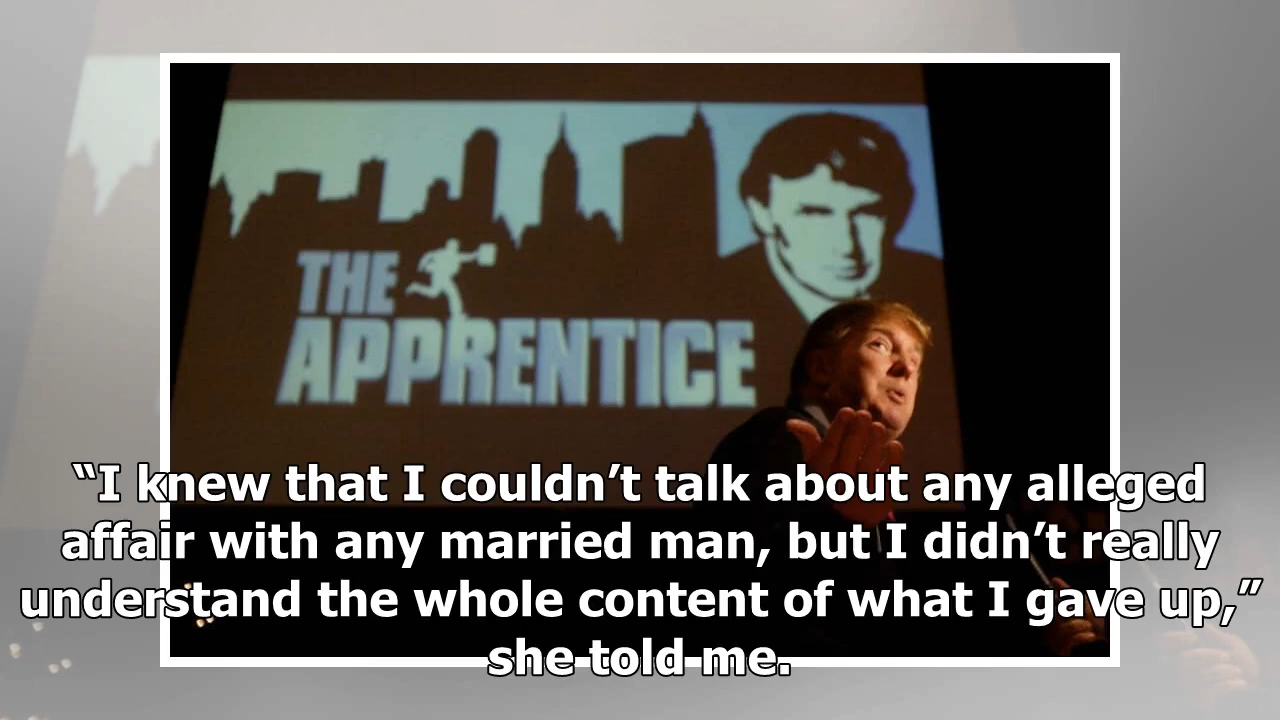 THE
APPRENTICE
“I knew that I couldn’t talk about any alleged
affair with any married man, but I didn’t really
understand the whole content of what I gave up,”
she told me.